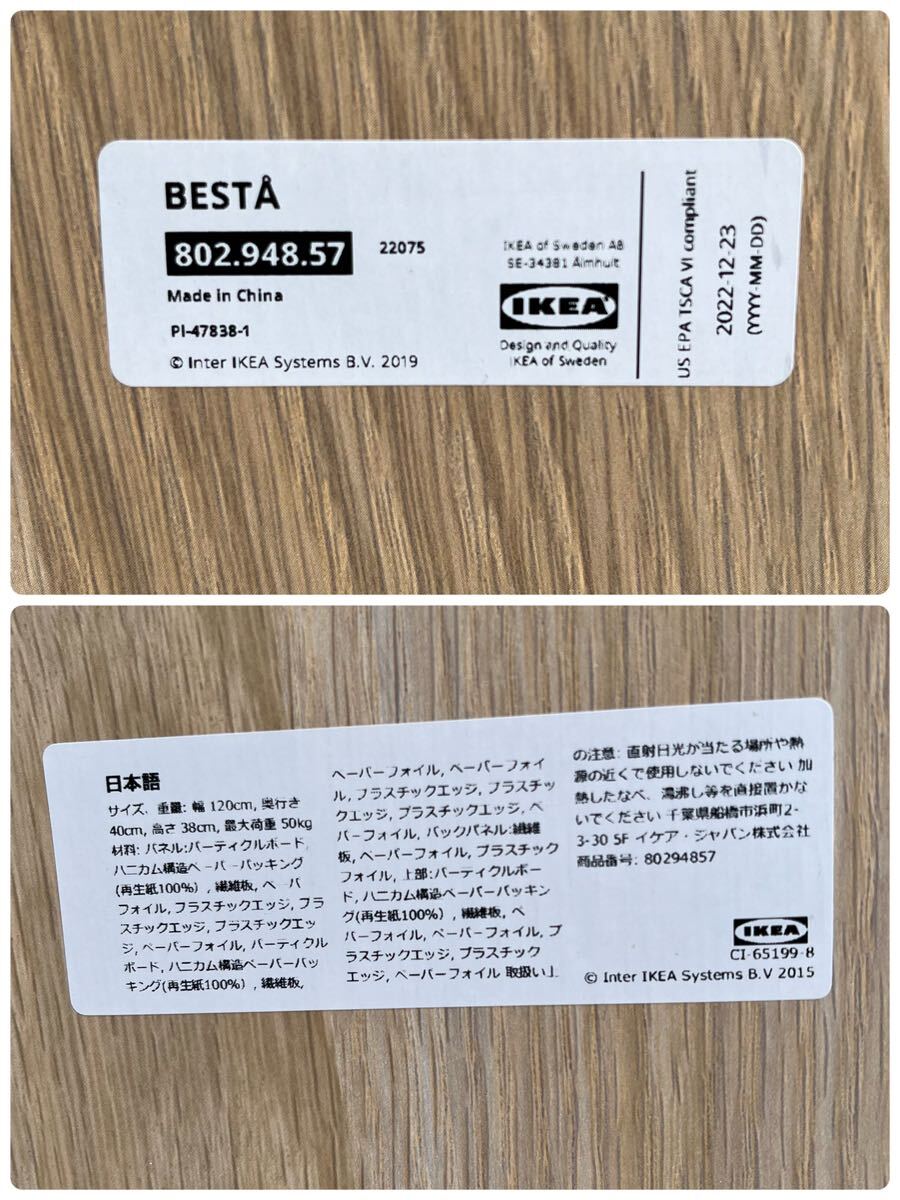 BESTÅ
802.948.57 22075
Made in China
PI-47838-1
© Inter IKEA Systems B.V. 2019
IKEA of Sweden AB
SE-34381 Älmhult
IKEA
Design and Quality
IKEA of Sweden
US EPA TSCA VI compliant
2022-12-23
(YYYY-MM-DD)
日本語
サイズ、重量: 幅 120cm, 奥行き
40cm, 高さ 38cm, 最大荷重 50kg
材料: パネル:パーティクルボード,
ハニカム構造ペーパーパッキング
(再生紙100%) , 繊維板, ペーパ
フォイル, プラスチックエッジ, プラ
スチックエッジ, プラスチックエッ
ジ, ペーパーフォイル, パーティクル
ボード, ハニカム構造ペーパーパッ
キング(再生紙100%) , 繊維板,
ペーパーフォイル, ペーパーフォイ
ル, プラスチックエッジ, プラスチッ
クエッジ, プラスチックエッジ, ペ
ーパーフォイル, バックパネル:繊維
板, ペーパーフォイル, プラスチック
フォイル, 上部: パーティクルボー
ド, ハニカム構造ペーパーパッキン
グ(再生紙100%) , 繊維板, ペ
ーパーフォイル, ペーパーフォイル, プ
ラスチックエッジ, プラスチック
エッジ, ペーパーフォイル 取扱い上
の注意: 直射日光が当たる場所や熱
源の近くで使用しないでください 加
熱したなべ、湯沸し等を直接置かな
いでください 千葉県船橋市浜町2-
3-30 5F イケア・ジャパン株式会社
商品番号: 80294857
IKEA
CI-65199-8
© Inter IKEA Systems B.V 2015